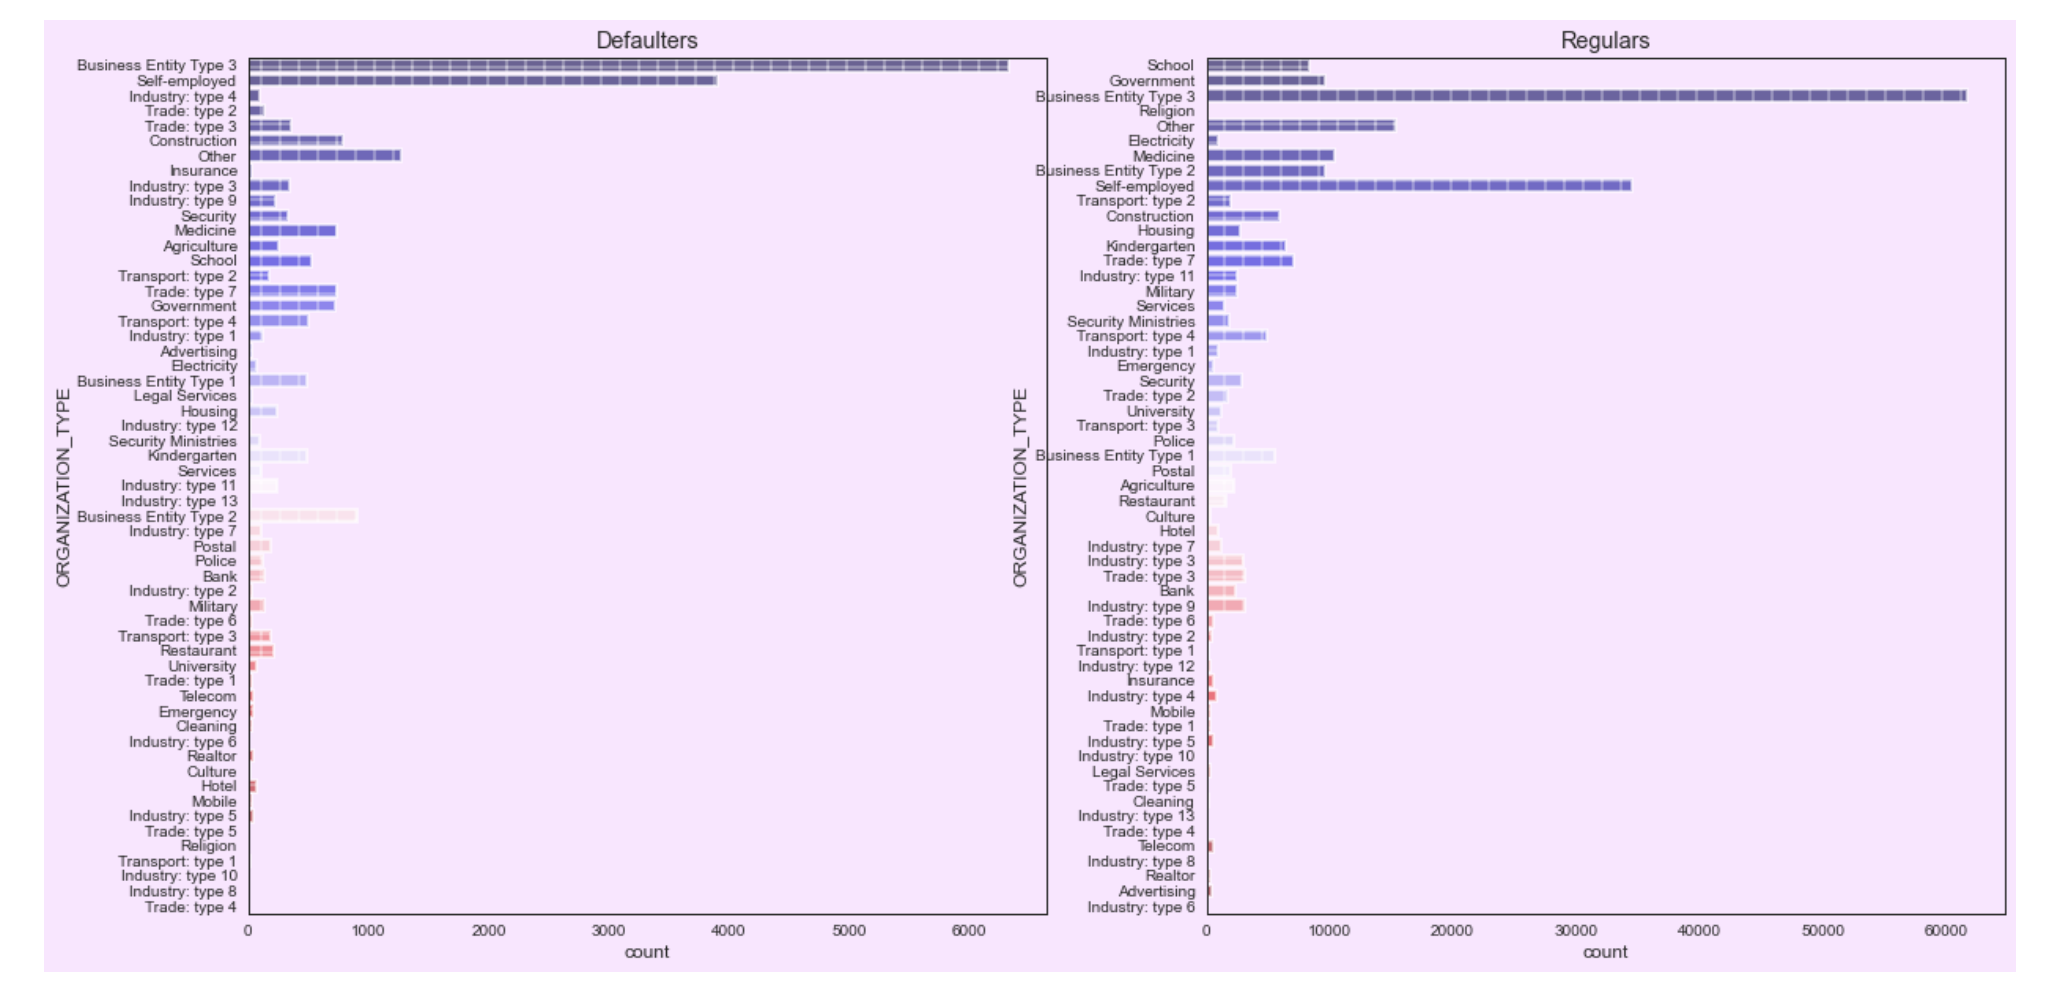 Defaulters
Business Entity Type 3
Self-employed
Industry: type 4
Trade: type 2
Trade: type 3
Construction
Other
Insurance
Industry: type 3
Industry: type 9
Security
Medicine
Agriculture
School
Transport: type 2
Trade: type 7
Government
Transport: type 4
Industry: type 1
Advertising
Electricity
Business Entity Type 1
Legal Services
Housing
Industry: type 12
Security Ministries
Kindergarten
Services
Industry: type 11
Industry: type 13
Business Entity Type 2
Industry: type 7
Postal
Police
Bank
Industry: type 2
Military
Trade: type 6
Transport: type 3
Restaurant
University
Trade: type 1
Telecom
Emergency
Cleaning
Industry: type 6
Realtor
Culture
Hotel
Mobile
Industry: type 5
Trade: type 5
Religion
Transport: type 1
Industry: type 10
Industry: type 8
Trade: type 4
ORGANIZATION_TYPE
0 1000 2000 3000 4000 5000 6000
count
Regulars
School
Government
Business Entity Type 3
Religion
Other
Electricity
Medicine
Business Entity Type 2
Self-employed
Transport: type 2
Construction
Housing
Kindergarten
Trade: type 7
Industry: type 11
Military
Services
Security Ministries
Transport: type 4
Industry: type 1
Emergency
Security
Trade: type 2
University
Transport: type 3
Police
Business Entity Type 1
Postal
Agriculture
Restaurant
Culture
Hotel
Industry: type 7
Industry: type 3
Trade: type 3
Bank
Industry: type 9
Trade: type 6
Industry: type 2
Transport: type 1
Industry: type 12
Insurance
Industry: type 4
Mobile
Trade: type 1
Industry: type 5
Industry: type 10
Legal Services
Trade: type 5
Cleaning
Industry: type 13
Trade: type 4
Telecom
Industry: type 8
Realtor
Advertising
Industry: type 6
ORGANIZATION_TYPE
0 10000 20000 30000 40000 50000 60000
count